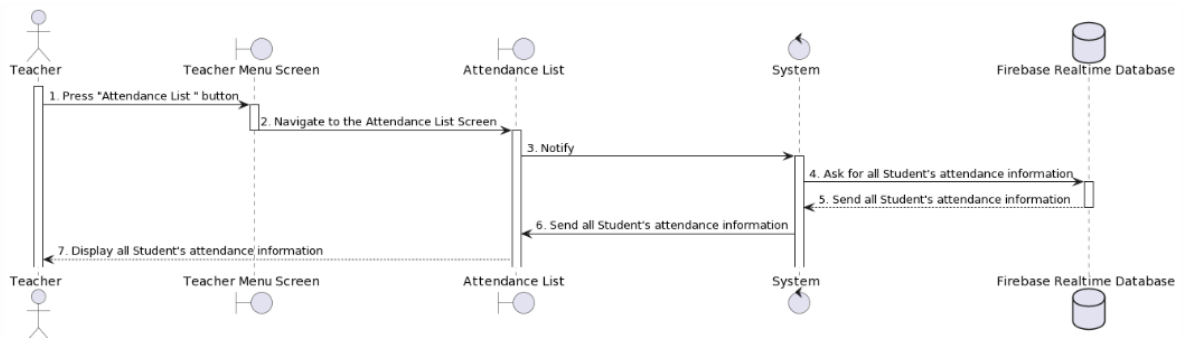 Teacher
Teacher Menu Screen
Attendance List
System
Firebase Realtime Database
1. Press "Attendance List " button
2. Navigate to the Attendance List Screen
3. Notify
4. Ask for all Student's attendance information
5. Send all Student's attendance information
6. Send all Student's attendance information
7. Display all Student's attendance information
Teacher
Teacher Menu Screen
Attendance List
System
Firebase Realtime Database